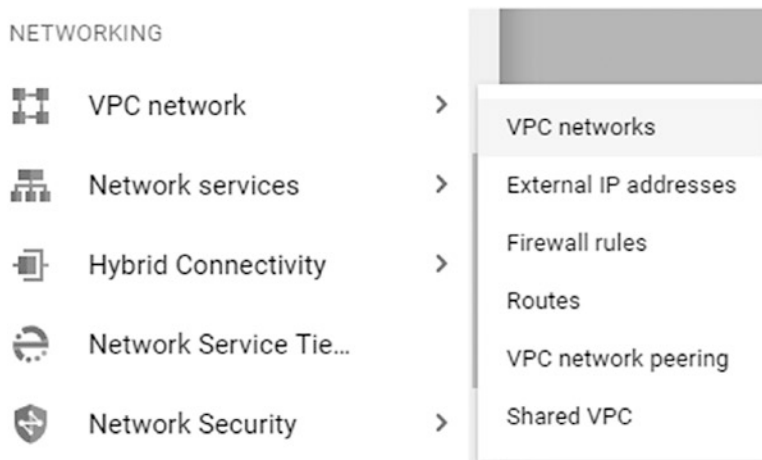 NETWORKING
VPC network
Network services
Hybrid Connectivity
Network Service Tie...
Network Security
VPC networks
External IP addresses
Firewall rules
Routes
VPC network peering
Shared VPC